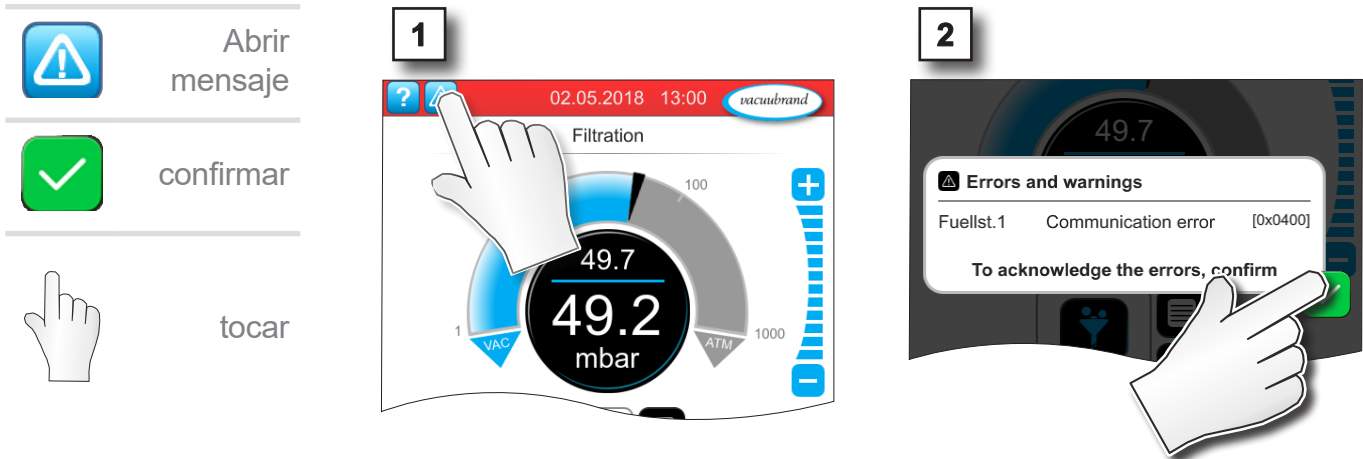 Abrir
mensaje
confirmar
tocar
1
? 02.05.2018 13:00 vacuubrand
Filtration
100
+
49.7
49.2
mbar
1
VAC
ATM
1000
−
2
49.7
Errors and warnings
Fuellst.1 Communication error [0x0400]
To acknowledge the errors, confirm